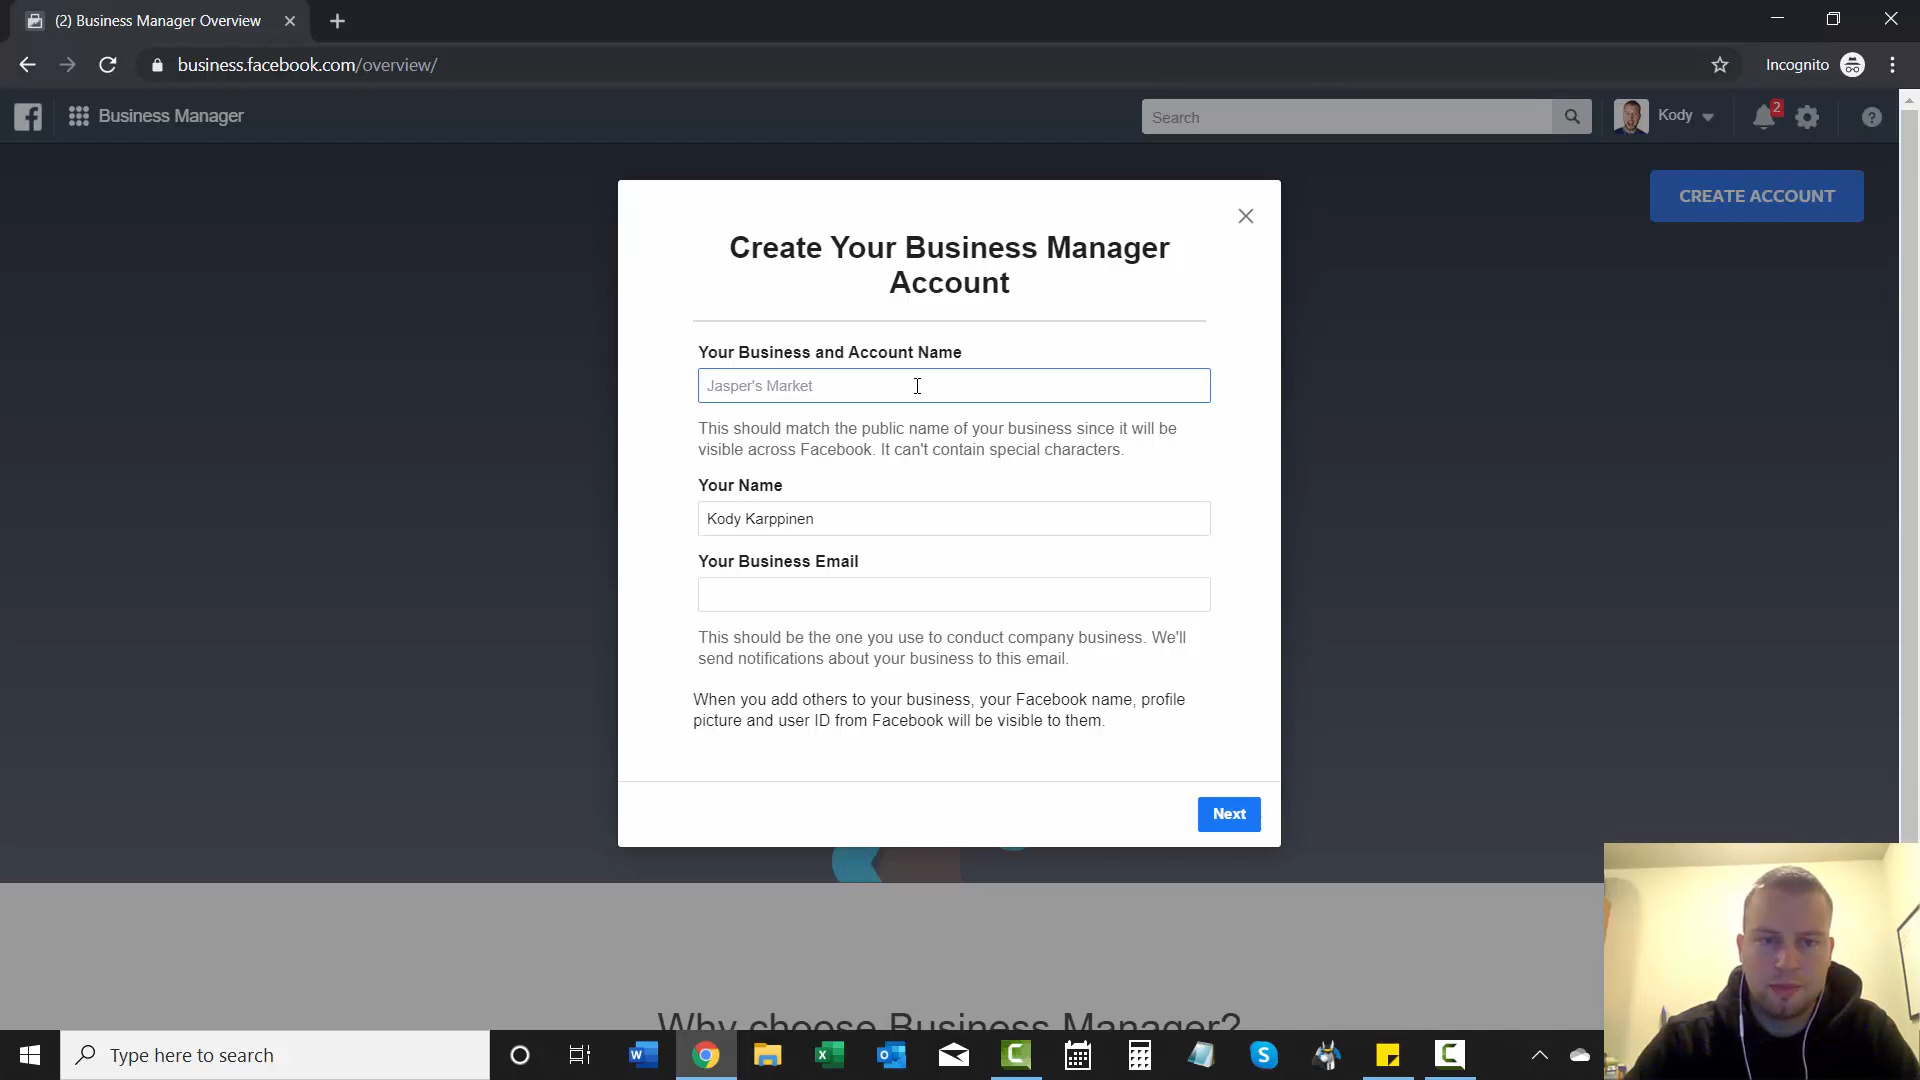 (2) Business Manager Overview
business.facebook.com/overview/
Incognito
Business Manager
Search
Kody
2
CREATE ACCOUNT
Create Your Business Manager
Account
Your Business and Account Name
Jasper's Market
This should match the public name of your business since it will be
visible across Facebook. It can't contain special characters.
Your Name
Kody Karppinen
Your Business Email
This should be the one you use to conduct company business. We'll
send notifications about your business to this email.
When you add others to your business, your Facebook name, profile
picture and user ID from Facebook will be visible to them.
Next
Why choose Business Manager?
Type here to search